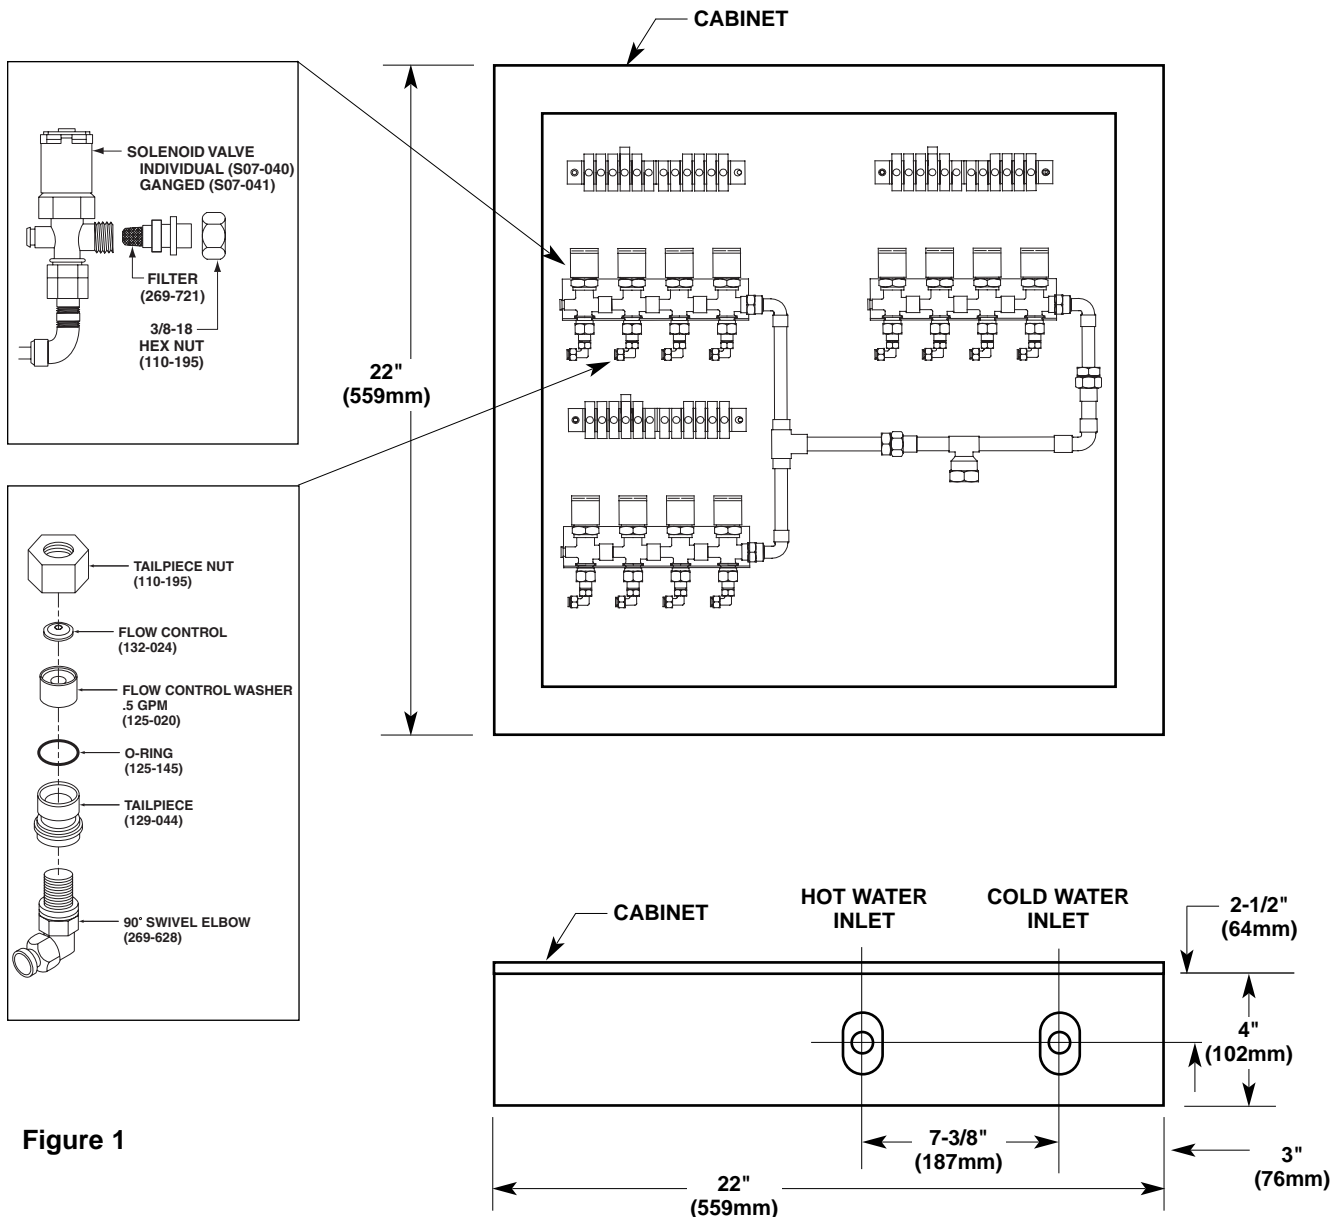 CABINET
SOLENOID VALVE
INDIVIDUAL (S07-040)
GANGED (S07-041)
FILTER
(269-721)
3/8-18
HEX NUT
(110-195)
22"
(559mm)
TAILPIECE NUT
(110-195)
FLOW CONTROL
(132-024)
FLOW CONTROL WASHER
.5 GPM
(125-020)
O-RING
(125-145)
TAILPIECE
(129-044)
90° SWIVEL ELBOW
(269-628)
CABINET
HOT WATER
INLET
COLD WATER
INLET
2-1/2"
(64mm)
4"
(102mm)
7-3/8"
(187mm)
3"
(76mm)
22"
(559mm)
Figure 1